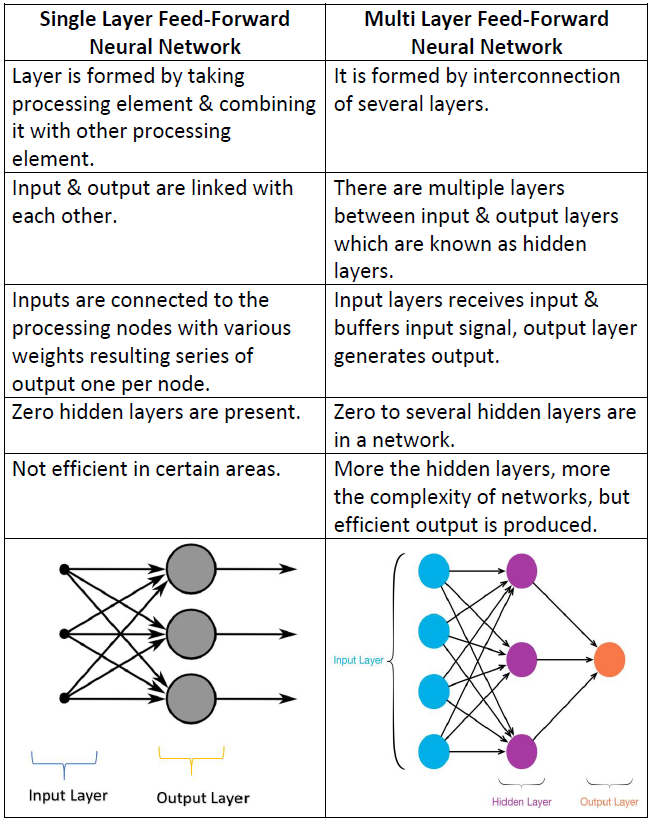 Single Layer Feed-Forward
Neural Network
Multi Layer Feed-Forward
Neural Network
Layer is formed by taking
processing element & combining
it with other processing
element.
It is formed by interconnection
of several layers.
Input & output are linked with
each other.
There are multiple layers
between input & output layers
which are known as hidden
layers.
Inputs are connected to the
processing nodes with various
weights resulting series of
output one per node.
Input layers receives input &
buffers input signal, output layer
generates output.
Zero hidden layers are present.
Zero to several hidden layers are
in a network.
Not efficient in certain areas.
More the hidden layers, more
the complexity of networks, but
efficient output is produced.
Input Layer
Output Layer
Input Layer
Hidden Layer
Output Layer